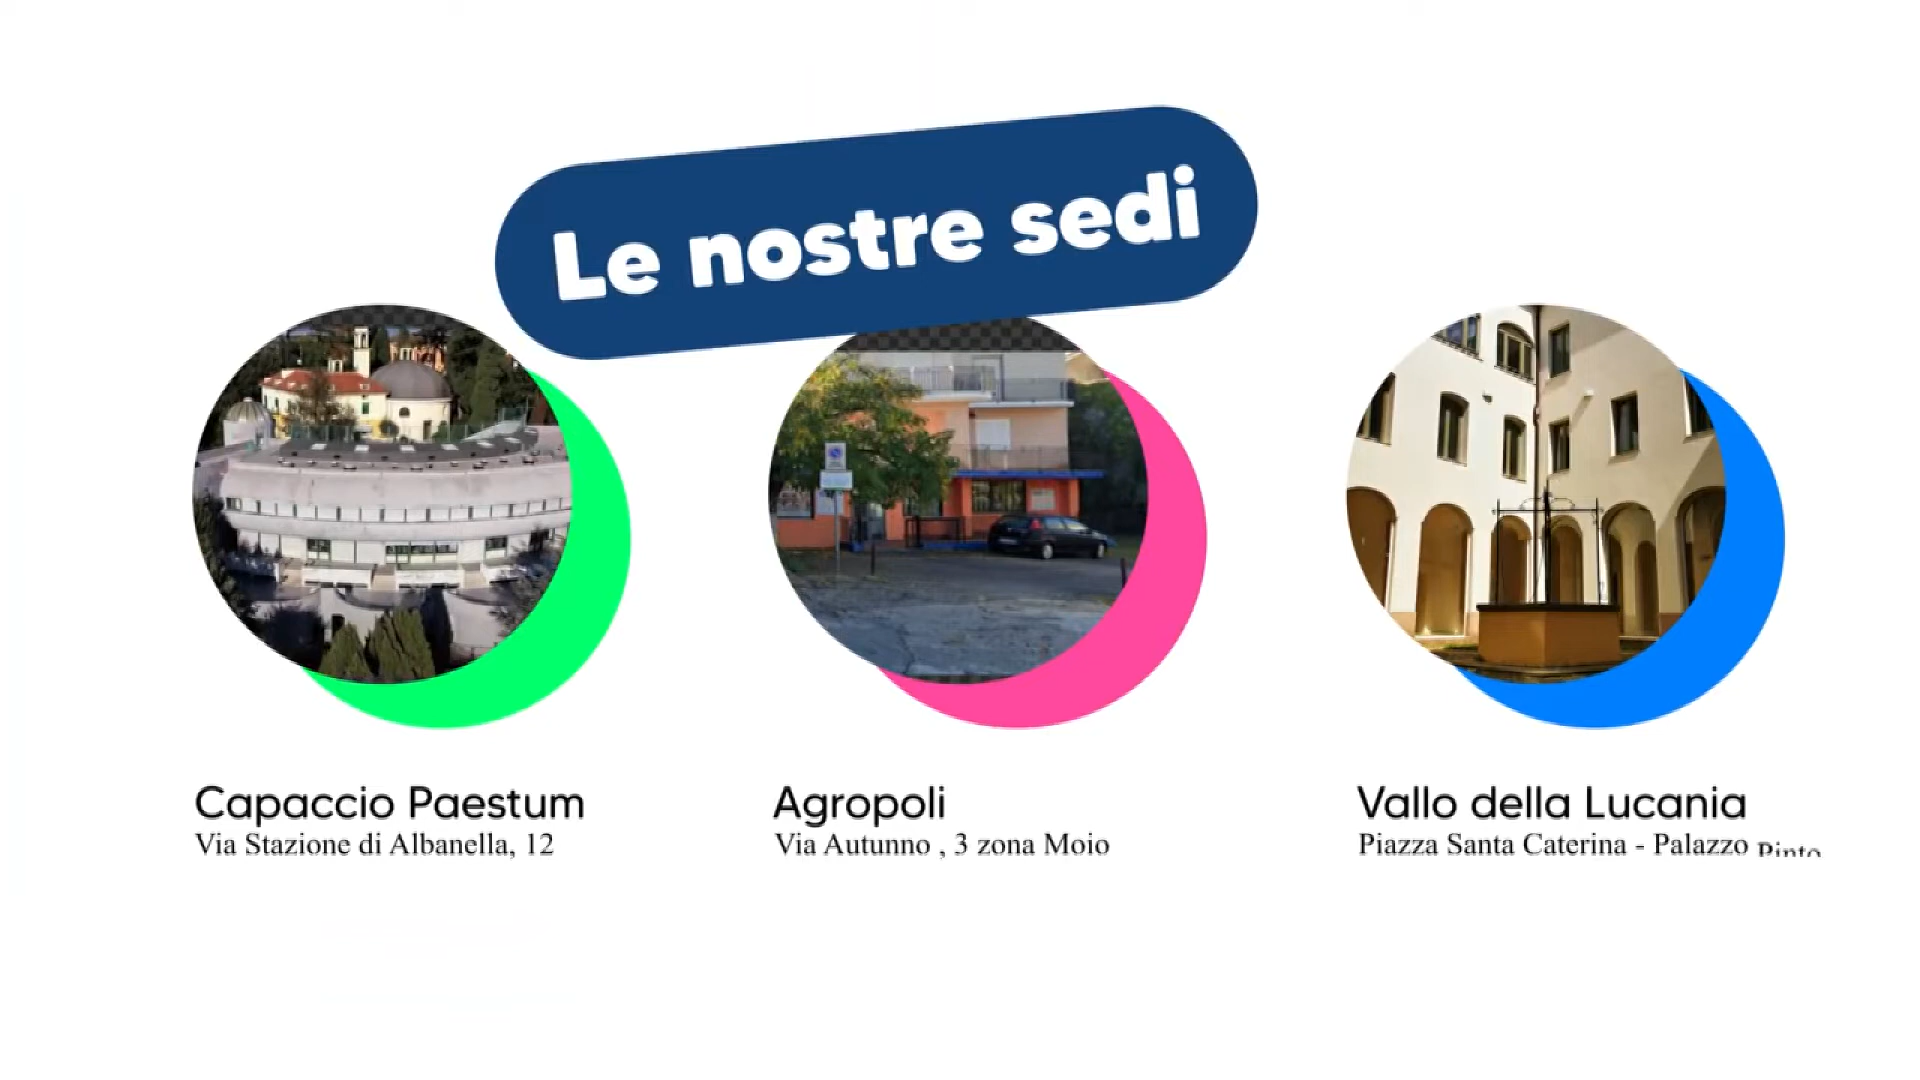 Le nostre sedi
Capaccio Paestum
Via Stazione di Albanella, 12
Agropoli
Via Autunno , 3 zona Moio
Vallo della Lucania
Piazza Santa Caterina - Palazzo Pinto